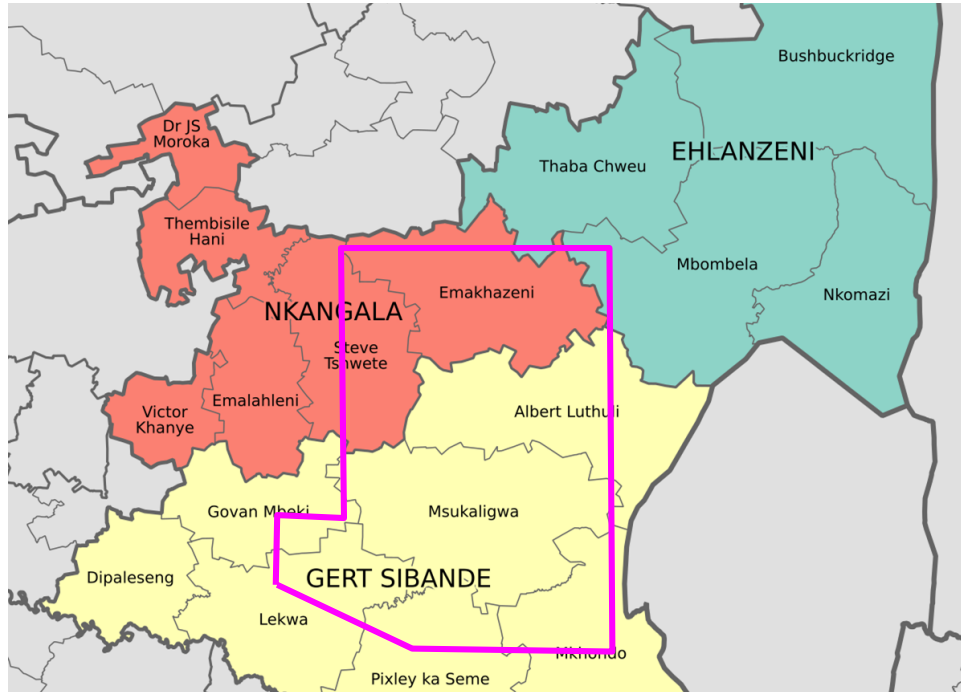 Bushbuckridge
Dr JS
Moroka
EHLANZENI
Thaba Chweu
Thembisile
Hani
Mbombela
Emakhazeni
Nkomazi
NKANGALA
Steve
Tshwete
Emalahleni
Victor
Khanye
Albert Luthuli
Govan Mbeki
Msukaligwa
Dipaleseng
GERT SIBANDE
Lekwa
Mkhondo
Pixley ka Seme